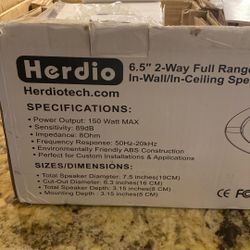 Herdio
6.5" 2-Way Full Range
In-Wall/In-Ceiling
Herdiotech.com
SPECIFICATIONS:
• Power Output: 150 Watt MAX
• Sensitivity: 89dB
• Impedance: 8Ohm
• Frequency Response: 50Hz-20kHz
• Environmentally Friendly ABS Construction
• Perfect for Custom Installations & Applications
SIZES/DIMENSIONS:
• Total Speaker Diameter: 7.5 inches(19CM)
• Cut-Out Diameter: 6.3 inches(16 CM)
• Total Speaker Depth: 3.15 inches(8 CM)
• Mounting Depth: 3.15 inches(8CM)
CE FC